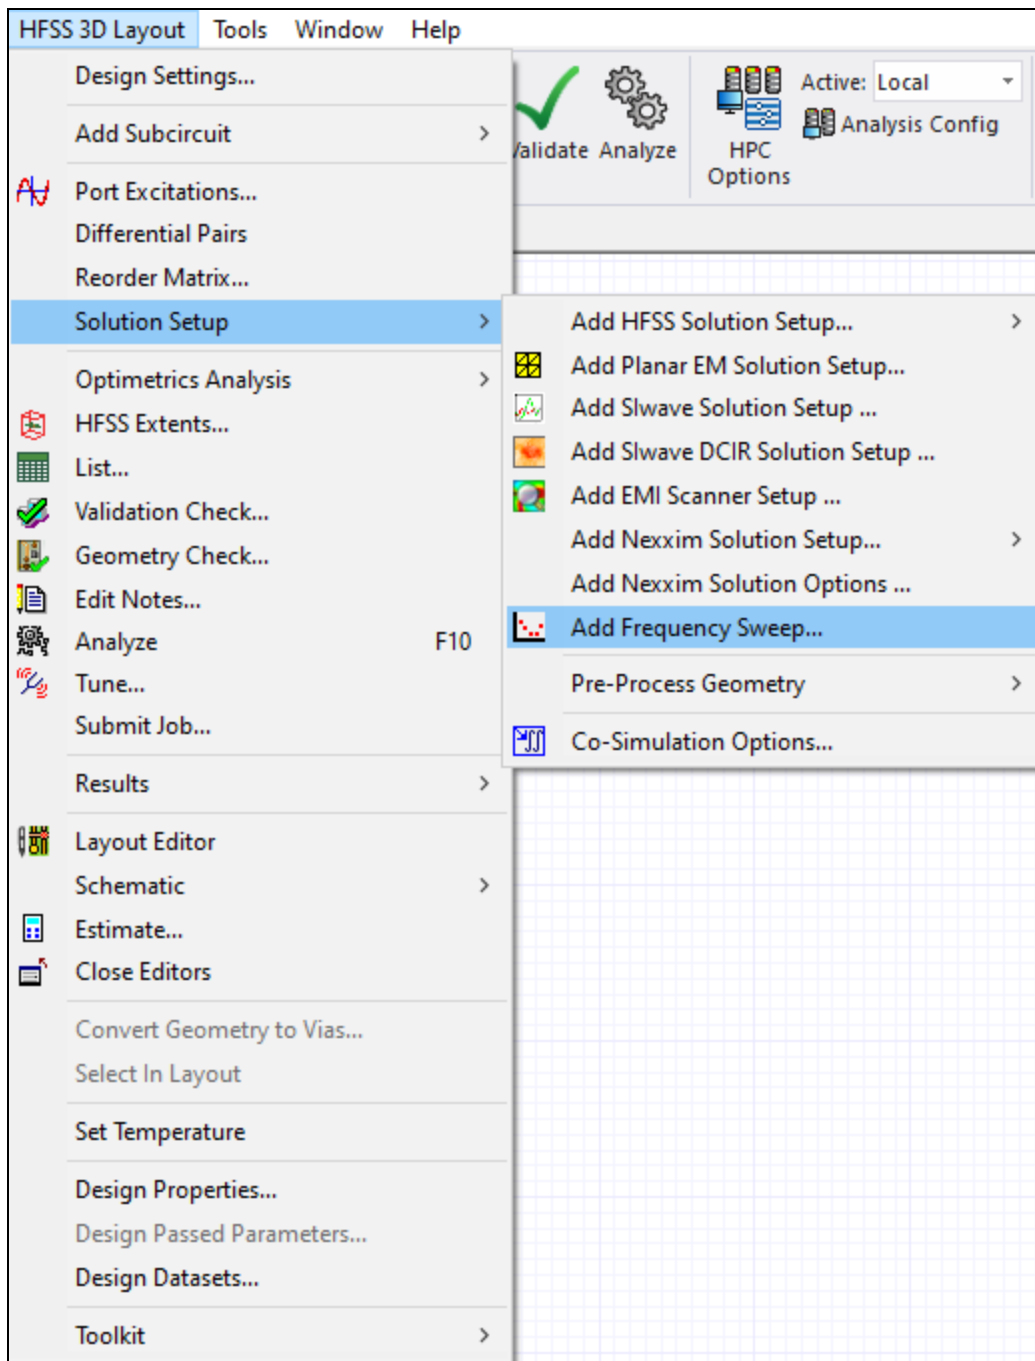 HFSS 3D Layout Tools Window Help
Design Settings...
Add Subcircuit
Port Excitations...
Differential Pairs
Reorder Matrix...
Solution Setup
Optimetrics Analysis
HFSS Extents...
List...
Validation Check...
Geometry Check...
Edit Notes...
Analyze F10
Tune...
Submit Job...
Results
Layout Editor
Schematic
Estimate...
Close Editors
Convert Geometry to Vias...
Select In Layout
Set Temperature
Design Properties...
Design Passed Parameters...
Design Datasets...
Toolkit
Validate Analyze
HPC
Options
Active: Local
Analysis Config
Add HFSS Solution Setup...
Add Planar EM Solution Setup...
Add SIwave Solution Setup ...
Add SIwave DCIR Solution Setup ...
Add EMI Scanner Setup ...
Add Nexxim Solution Setup...
Add Nexxim Solution Options ...
Add Frequency Sweep...
Pre-Process Geometry
Co-Simulation Options...